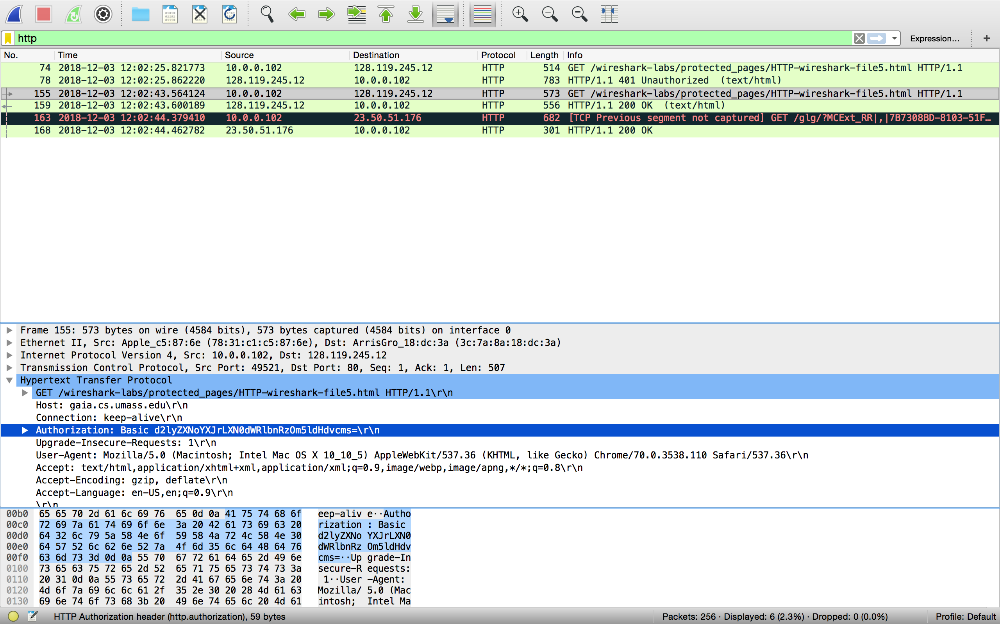 http
Expression...
+
No. Time Source Destination Protocol Length Info
74 2018-12-03 12:02:25.821773 10.0.0.102 128.119.245.12 HTTP 514 GET /wireshark-labs/protected_pages/HTTP-wireshark-file5.html HTTP/1.1
78 2018-12-03 12:02:25.862220 128.119.245.12 10.0.0.102 HTTP 783 HTTP/1.1 401 Unauthorized (text/html)
155 2018-12-03 12:02:43.564124 10.0.0.102 128.119.245.12 HTTP 573 GET /wireshark-labs/protected_pages/HTTP-wireshark-file5.html HTTP/1.1
159 2018-12-03 12:02:43.600189 128.119.245.12 10.0.0.102 HTTP 556 HTTP/1.1 200 OK (text/html)
163 2018-12-03 12:02:44.379410 10.0.0.102 23.50.51.176 HTTP 682 [TCP Previous segment not captured] GET /glg/?MCExt_RR|,|7B7308BD-8103-51F…
168 2018-12-03 12:02:44.462782 23.50.51.176 10.0.0.102 HTTP 301 HTTP/1.1 200 OK
Frame 155: 573 bytes on wire (4584 bits), 573 bytes captured (4584 bits) on interface 0
Ethernet II, Src: Apple_c5:87:6e (78:31:c1:c5:87:6e), Dst: ArrisGro_18:dc:3a (3c:7a:8a:18:dc:3a)
Internet Protocol Version 4, Src: 10.0.0.102, Dst: 128.119.245.12
Transmission Control Protocol, Src Port: 49521, Dst Port: 80, Seq: 1, Ack: 1, Len: 507
Hypertext Transfer Protocol
GET /wireshark-labs/protected_pages/HTTP-wireshark-file5.html HTTP/1.1\r\n
Host: gaia.cs.umass.edu\r\n
Connection: keep-alive\r\n
Authorization: Basic d2lyZXNoYXJrLXN0dWRlbnRzOm5ldHdvcms=\r\n
Upgrade-Insecure-Requests: 1\r\n
User-Agent: Mozilla/5.0 (Macintosh; Intel Mac OS X 10_10_5) AppleWebKit/537.36 (KHTML, like Gecko) Chrome/70.0.3538.110 Safari/537.36\r\n
Accept: text/html,application/xhtml+xml,application/xml;q=0.9,image/webp,image/apng,*/*;q=0.8\r\n
Accept-Encoding: gzip, deflate\r\n
Accept-Language: en-US,en;q=0.9\r\n
\r\n
00b0 65 65 70 2d 61 6c 69 76 65 0d 0a 41 75 74 68 6f eep-aliv e··Autho
00c0 72 69 7a 61 74 69 6f 6e 3a 20 42 61 73 69 63 20 rization : Basic
00d0 64 32 6c 79 5a 58 4e 6f 59 58 4a 72 4c 58 4e 30 d2lyZXNo YXJrLXN0
00e0 64 57 52 6c 62 6e 52 7a 4f 6d 35 6c 64 48 64 76 dWRlbnRz Om5ldHdv
00f0 63 6d 73 3d 0d 0a 55 70 67 72 61 64 65 2d 49 6e cms=··Up grade-In
0100 73 65 63 75 72 65 2d 52 65 71 75 65 73 74 73 3a secure-R equests:
0110 20 31 0d 0a 55 73 65 72 2d 41 67 65 6e 74 3a 20 1··User -Agent:
0120 4d 6f 7a 69 6c 6c 61 2f 35 2e 30 20 28 4d 61 63 Mozilla/ 5.0 (Mac
0130 69 6e 74 6f 73 68 3b 20 49 6e 74 65 6c 20 4d 61 intosh; Intel Ma
HTTP Authorization header (http.authorization), 59 bytes
Packets: 256 · Displayed: 6 (2.3%) · Dropped: 0 (0.0%)
Profile: Default